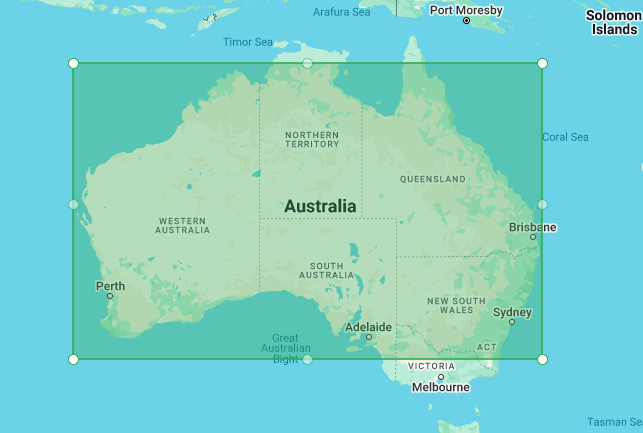 Arafura Sea
Port Moresby
Solomon
Islands
Timor Sea
Coral Sea
NORTHERN
TERRITORY
QUEENSLAND
Australia
WESTERN
AUSTRALIA
Brisbane
SOUTH
AUSTRALIA
Perth
NEW SOUTH
WALES
Sydney
Adelaide
Great
Australian
Bight
ACT
VICTORIA
Melbourne
Tasman Se